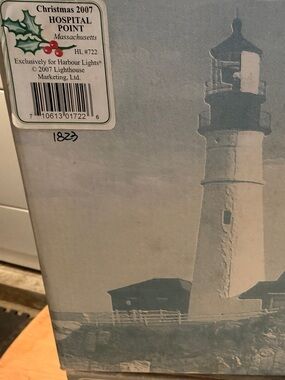 Christmas 2007
HOSPITAL
POINT
Massachusetts
HL #722
Exclusively for Harbour Lights®
© 2007 Lighthouse
Marketing, Ltd.
7 10613 01722 6
1823